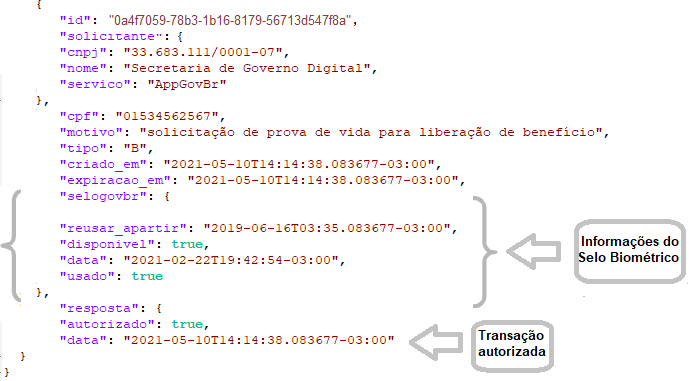 {
"id": "0a4f7059-78b3-1b16-8179-56713d547f8a",
"solicitante": {
"cnpj": "33.683.111/0001-07",
"nome": "Secretaria de Governo Digital",
"servico": "AppGovBr"
},
"cpf": "01534562567",
"motivo": "solicitação de prova de vida para liberação de benefício",
"tipo": "B",
"criado_em": "2021-05-10T14:14:38.083677-03:00",
"expiracao_em": "2021-05-10T14:14:38.083677-03:00",
"selogovbr": {
"reusar_apartir": "2019-06-16T03:35.083677-03:00",
"disponivel": true,
"data": "2021-02-22T19:42:54-03:00",
"usado": true
},
Informações do
Selo Biométrico
"resposta": {
"autorizado": true,
"data": "2021-05-10T14:14:38.083677-03:00"
}
}
Transação
autorizada